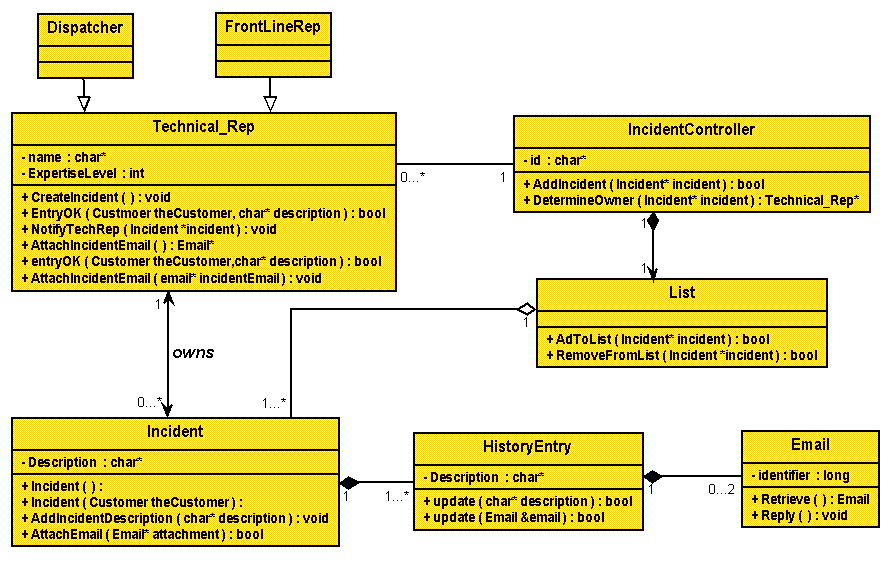 Dispatcher
FrontLineRep
Technical_Rep
- name : char*
- ExpertiseLevel : int
+ CreateIncident ( ) : void
+ EntryOK ( Custmoer theCustomer, char* description ) : bool
+ NotifyTechRep ( Incident *incident ) : void
+ AttachIncidentEmail ( ) : Email*
+ entryOK ( Customer theCustomer,char* description ) : bool
+ AttachIncidentEmail ( email* incidentEmail ) : void
0...*
1
IncidentController
- id : char*
+ AddIncident ( Incident* incident ) : bool
+ DetermineOwner ( Incident* incident ) : Technical_Rep*
1
1
List
+ AdToList ( Incident* incident ) : bool
+ RemoveFromList ( Incident *incident ) : bool
1
1
owns
0...*
1...*
Incident
- Description : char*
+ Incident ( ) :
+ Incident ( Customer theCustomer ) :
+ AddIncidentDescription ( char* description ) : void
+ AttachEmail ( Email* attachment ) : bool
1
1...*
HistoryEntry
- Description : char*
+ update ( char* description ) : bool
+ update ( Email &email ) : bool
1
0...2
Email
- identifier : long
+ Retrieve ( ) : Email
+ Reply ( ) : void